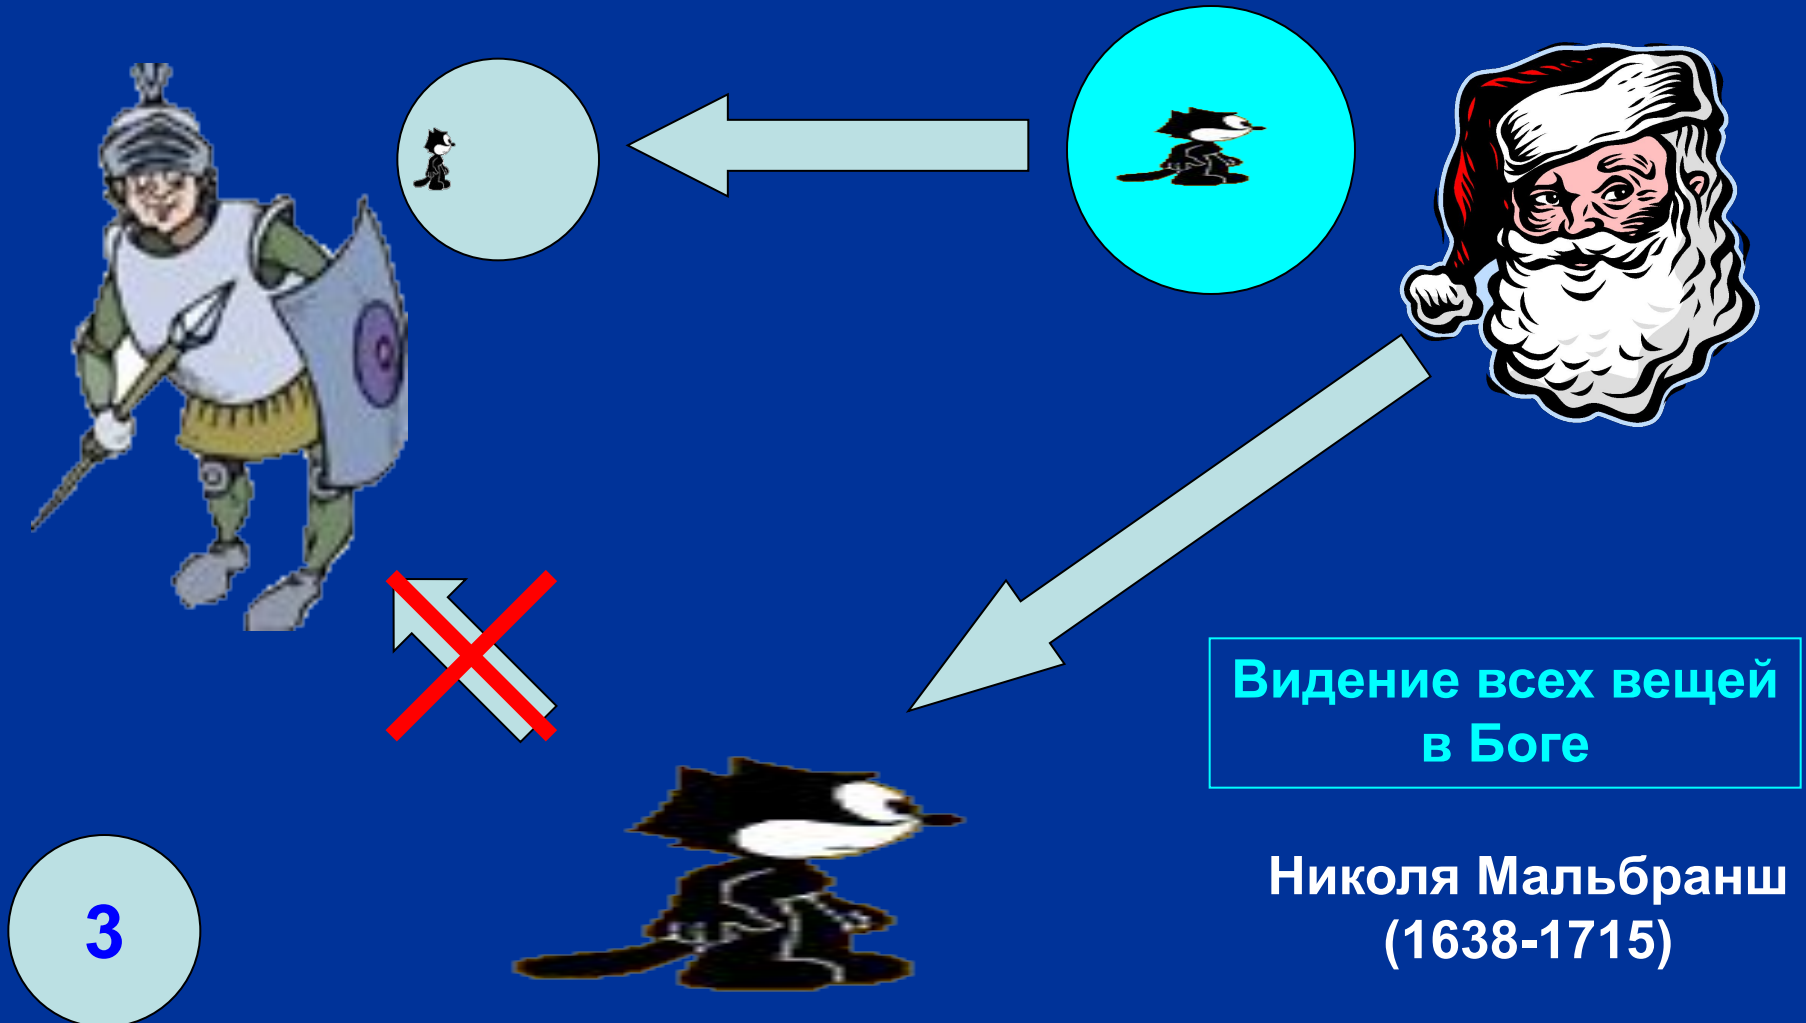 Видение всех вещей
в Боге
Николя Мальбранш
(1638-1715)
3